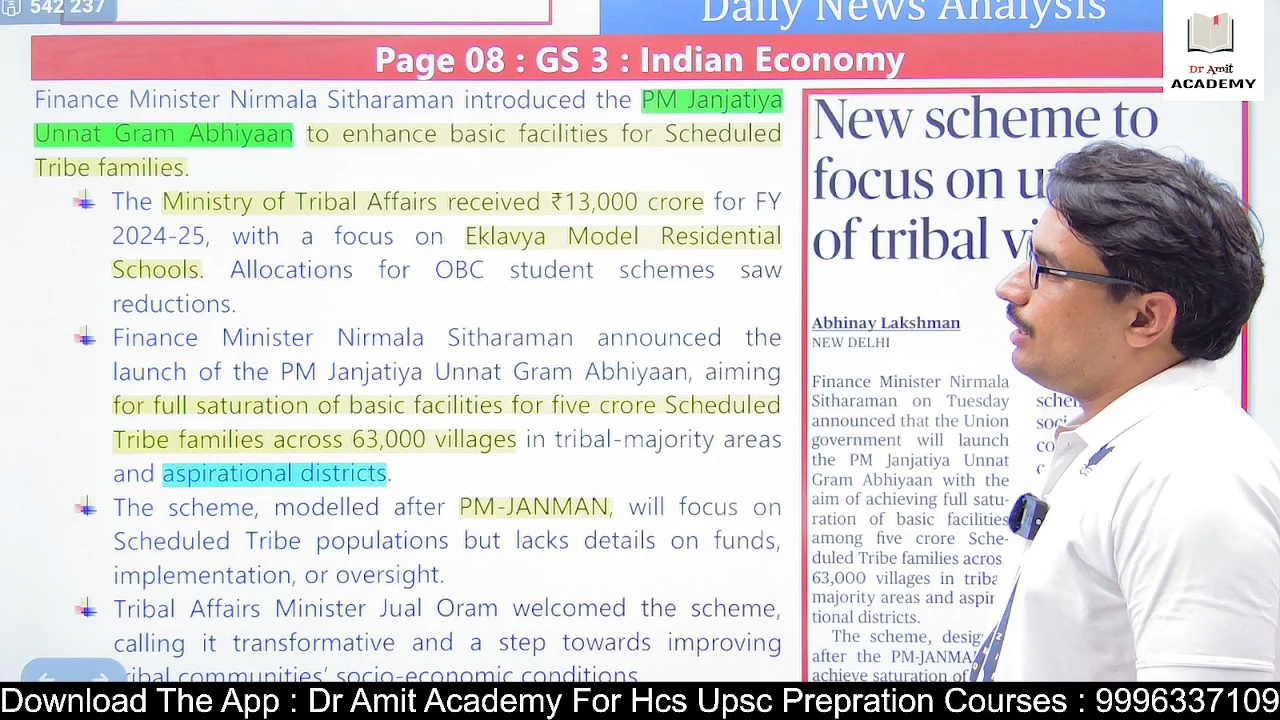 542 237
Daily News Analysis
Dr Amit
ACADEMY
Page 08 : GS 3 : Indian Economy
Finance Minister Nirmala Sitharaman introduced the PM Janjatiya
Unnat Gram Abhiyaan to enhance basic facilities for Scheduled
Tribe families.
The Ministry of Tribal Affairs received ₹13,000 crore for FY
2024-25, with a focus on Eklavya Model Residential
Schools. Allocations for OBC student schemes saw
reductions.
Finance Minister Nirmala Sitharaman announced the
launch of the PM Janjatiya Unnat Gram Abhiyaan, aiming
for full saturation of basic facilities for five crore Scheduled
Tribe families across 63,000 villages in tribal-majority areas
and aspirational districts.
The scheme, modelled after PM-JANMAN, will focus on
Scheduled Tribe populations but lacks details on funds,
implementation, or oversight.
Tribal Affairs Minister Jual Oram welcomed the scheme,
calling it transformative and a step towards improving
tribal communities' socio-economic conditions.
New scheme to
focus on
of tribal
Abhinay Lakshman
NEW DELHI
Finance Minister Nirmala
Sitharaman on Tuesday
announced that the Union
government will launch
the PM Janjatiya Unnat
Gram Abhiyaan with the
aim of achieving full satu-
ration of basic facilities
among five crore Sche-
duled Tribe families across
63,000 villages in
majority areas and
tional districts.
The scheme,
after the PM-JANMAN
achieve saturation of
Download The App : Dr Amit Academy For Hcs Upsc Prepration Courses : 9996337109